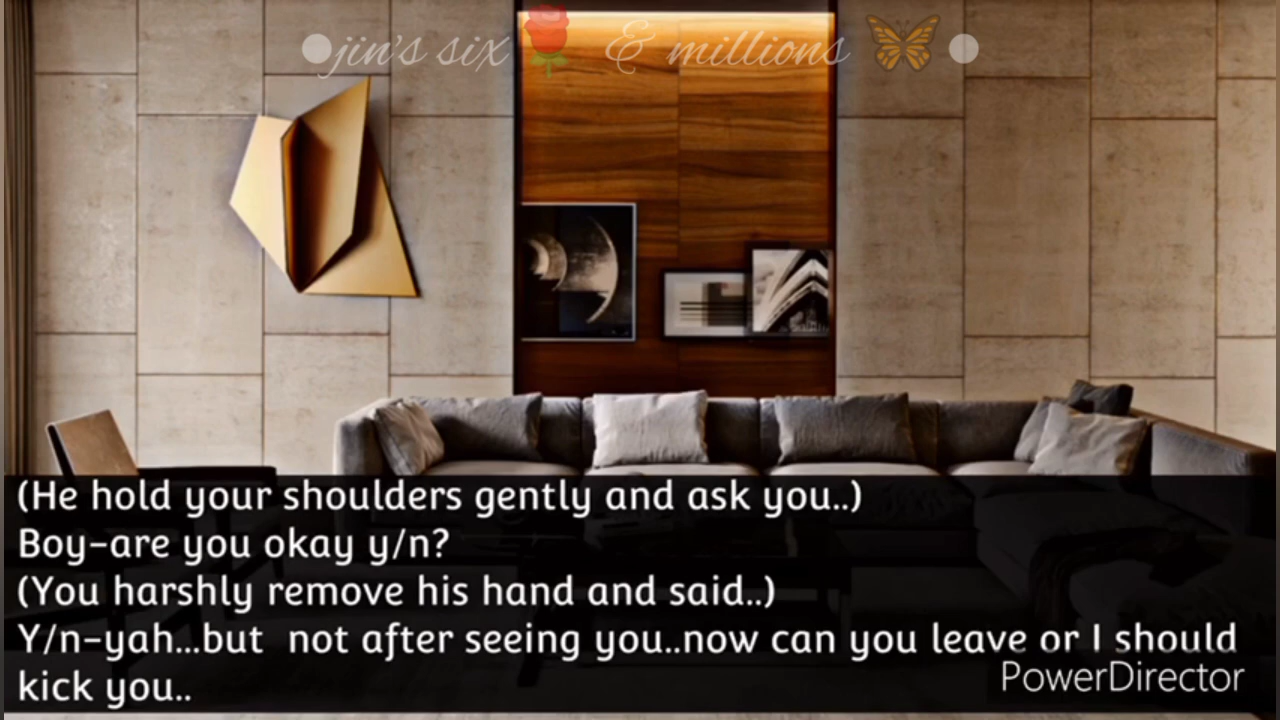 jin's six🌹 & millions 🦋
(He hold your shoulders gently and ask you..)
Boy-are you okay y/n?
(You harshly remove his hand and said..)
Y/n-yah...but not after seeing you..now can you leave or I should
kick you..
PowerDirector